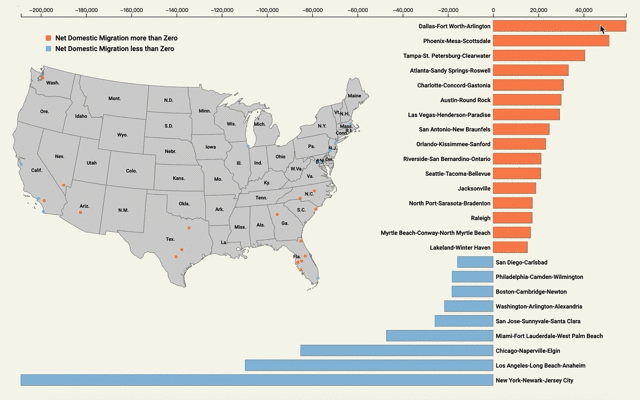 −200,000 −180,000 −160,000 −140,000 −120,000 −100,000 −80,000 −60,000 −40,000 −20,000 0 20,000 40,000
Net Domestic Migration more than Zero
Net Domestic Migration less than Zero
Dallas-Fort Worth-Arlington
Phoenix-Mesa-Scottsdale
Tampa-St. Petersburg-Clearwater
Atlanta-Sandy Springs-Roswell
Charlotte-Concord-Gastonia
Austin-Round Rock
Las Vegas-Henderson-Paradise
San Antonio-New Braunfels
Orlando-Kissimmee-Sanford
Riverside-San Bernardino-Ontario
Seattle-Tacoma-Bellevue
Jacksonville
North Port-Sarasota-Bradenton
Raleigh
Myrtle Beach-Conway-North Myrtle Beach
Lakeland-Winter Haven
San Diego-Carlsbad
Philadelphia-Camden-Wilmington
Boston-Cambridge-Newton
Washington-Arlington-Alexandria
San Jose-Sunnyvale-Santa Clara
Miami-Fort Lauderdale-West Palm Beach
Chicago-Naperville-Elgin
Los Angeles-Long Beach-Anaheim
New York-Newark-Jersey City
Wash.
Mont.
N.D.
Minn.
Maine
Ore.
Idaho
S.D.
Wis.
Mich.
N.Y.
Vt.
N.H.
Mass.
Conn.
Wyo.
Nebr.
Iowa
Pa.
Nev.
Utah
Colo.
Ill.
Ind.
Ohio
W.Va.
Va.
Calif.
Kans.
Mo.
Ky.
Ariz.
N.M.
Okla.
Ark.
Tenn.
N.C.
S.C.
Tex.
La.
Miss.
Ala.
Ga.
Fla.